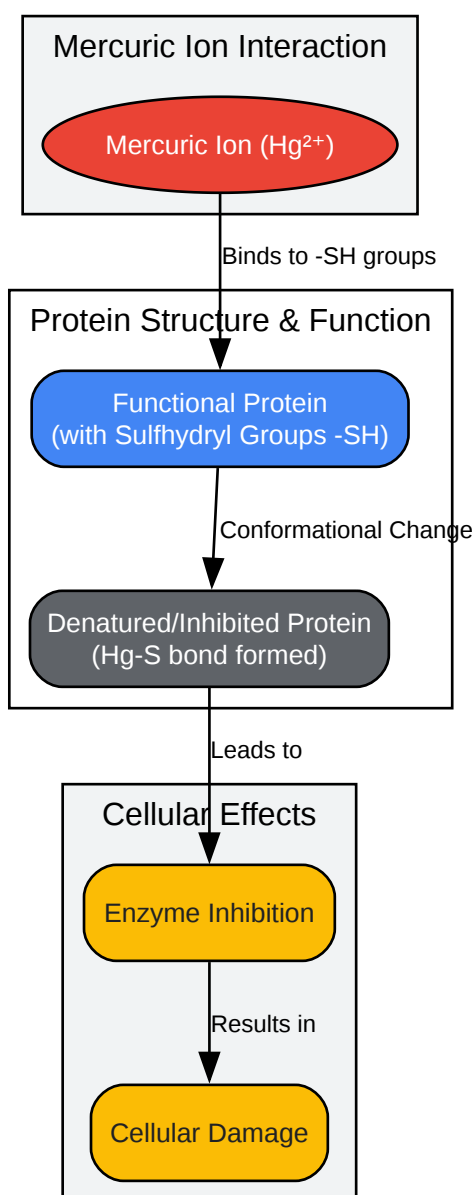 Mercuric Ion Interaction
Mercuric Ion (Hg²⁺)
Binds to -SH groups
Protein Structure & Function
Functional Protein
(with Sulfhydryl Groups -SH)
Conformational Change
Denatured/Inhibited Protein
(Hg-S bond formed)
Leads to
Cellular Effects
Enzyme Inhibition
Results in
Cellular Damage